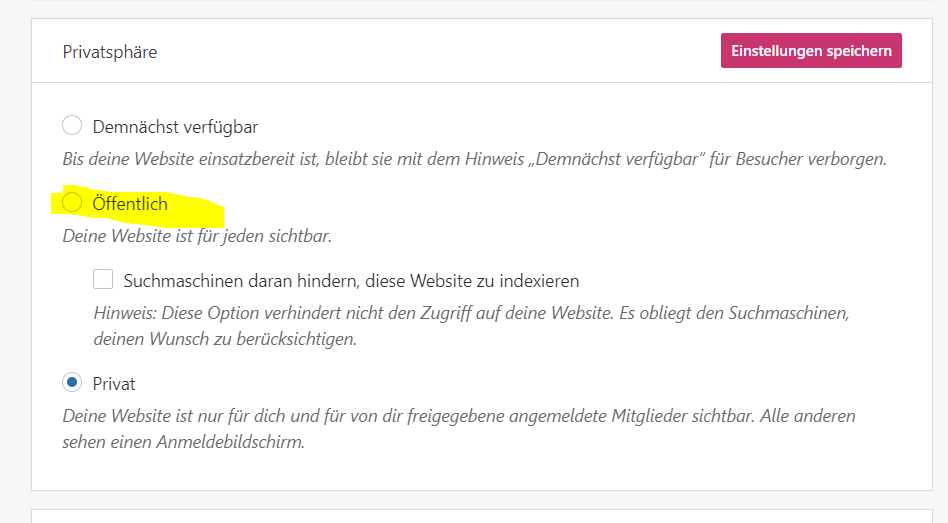 Privatsphäre
Einstellungen speichern
Demnächst verfügbar
Bis deine Website einsatzbereit ist, bleibt sie mit dem Hinweis „Demnächst verfügbar“ für Besucher verborgen.
Öffentlich
Deine Website ist für jeden sichtbar.
Suchmaschinen daran hindern, diese Website zu indexieren
Hinweis: Diese Option verhindert nicht den Zugriff auf deine Website. Es obliegt den Suchmaschinen,
deinen Wunsch zu berücksichtigen.
Privat
Deine Website ist nur für dich und für von dir freigegebene angemeldete Mitglieder sichtbar. Alle anderen
sehen einen Anmeldebildschirm.